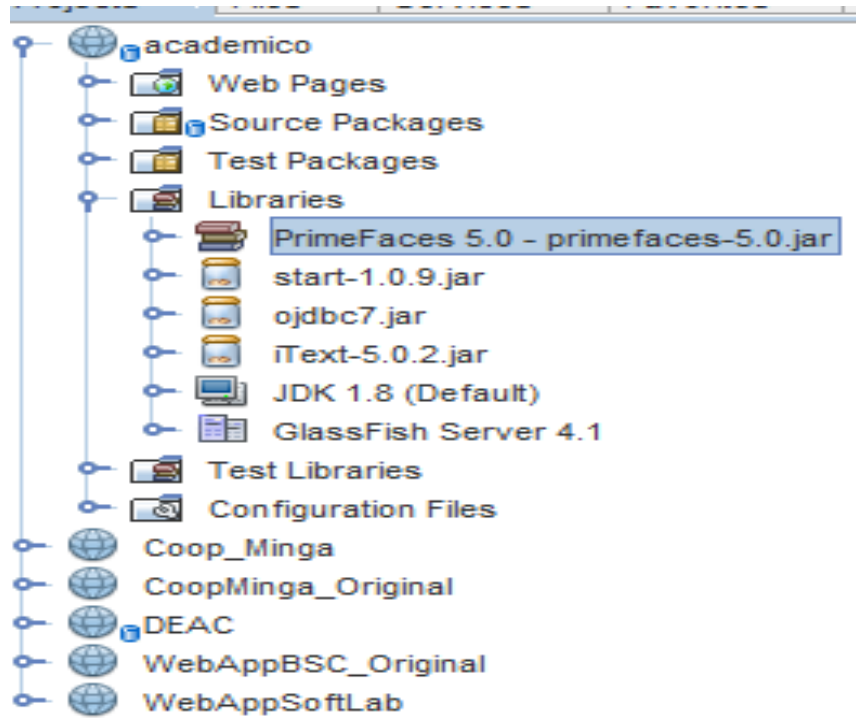 academico
Web Pages
Source Packages
Test Packages
Libraries
PrimeFaces 5.0 - primefaces-5.0.jar
start-1.0.9.jar
ojdbc7.jar
iText-5.0.2.jar
JDK 1.8 (Default)
GlassFish Server 4.1
Test Libraries
Configuration Files
Coop_Minga
CoopMinga_Original
DEAC
WebAppBSC_Original
WebAppSoftLab